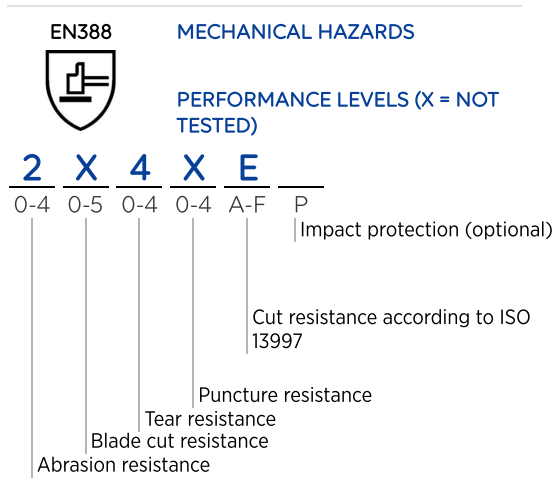 EN388
MECHANICAL HAZARDS
PERFORMANCE LEVELS (X = NOT
TESTED)
2 X 4 X E
0-4 0-5 0-4 0-4 A-F P
Impact protection (optional)
Cut resistance according to ISO
13997
Puncture resistance
Tear resistance
Blade cut resistance
Abrasion resistance